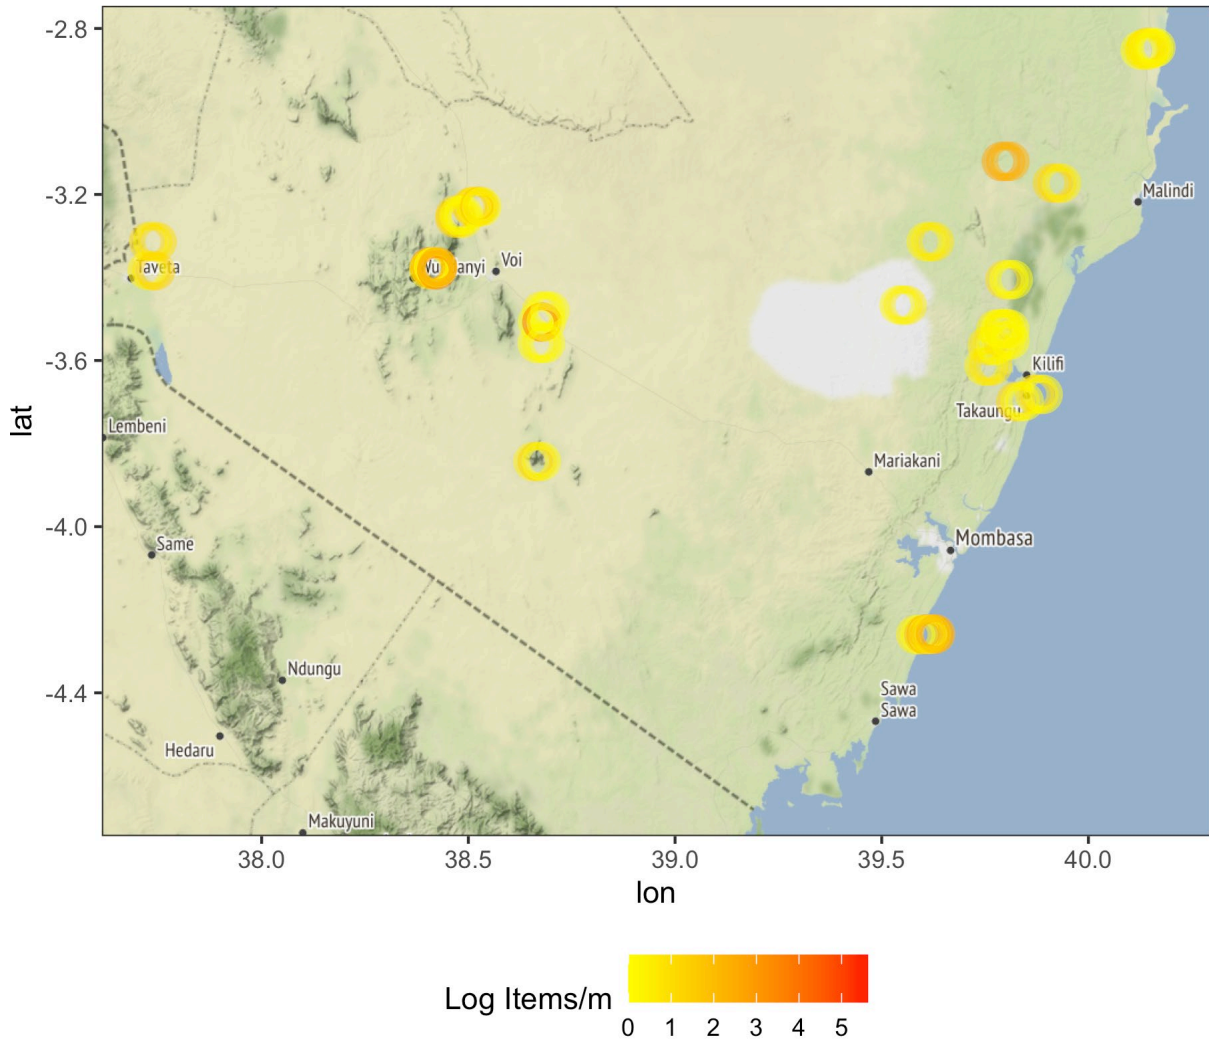 -2.8
-3.2
-3.6
-4.0
-4.4
lat
Malindi
Taveta
Voi
Kilifi
Takaungu
Lembeni
Mariakani
Same
Mombasa
Ndungu
Sawa
Sawa
Hedaru
Makuyuni
38.0 38.5 39.0 39.5 40.0
lon
Log Items/m
0 1 2 3 4 5